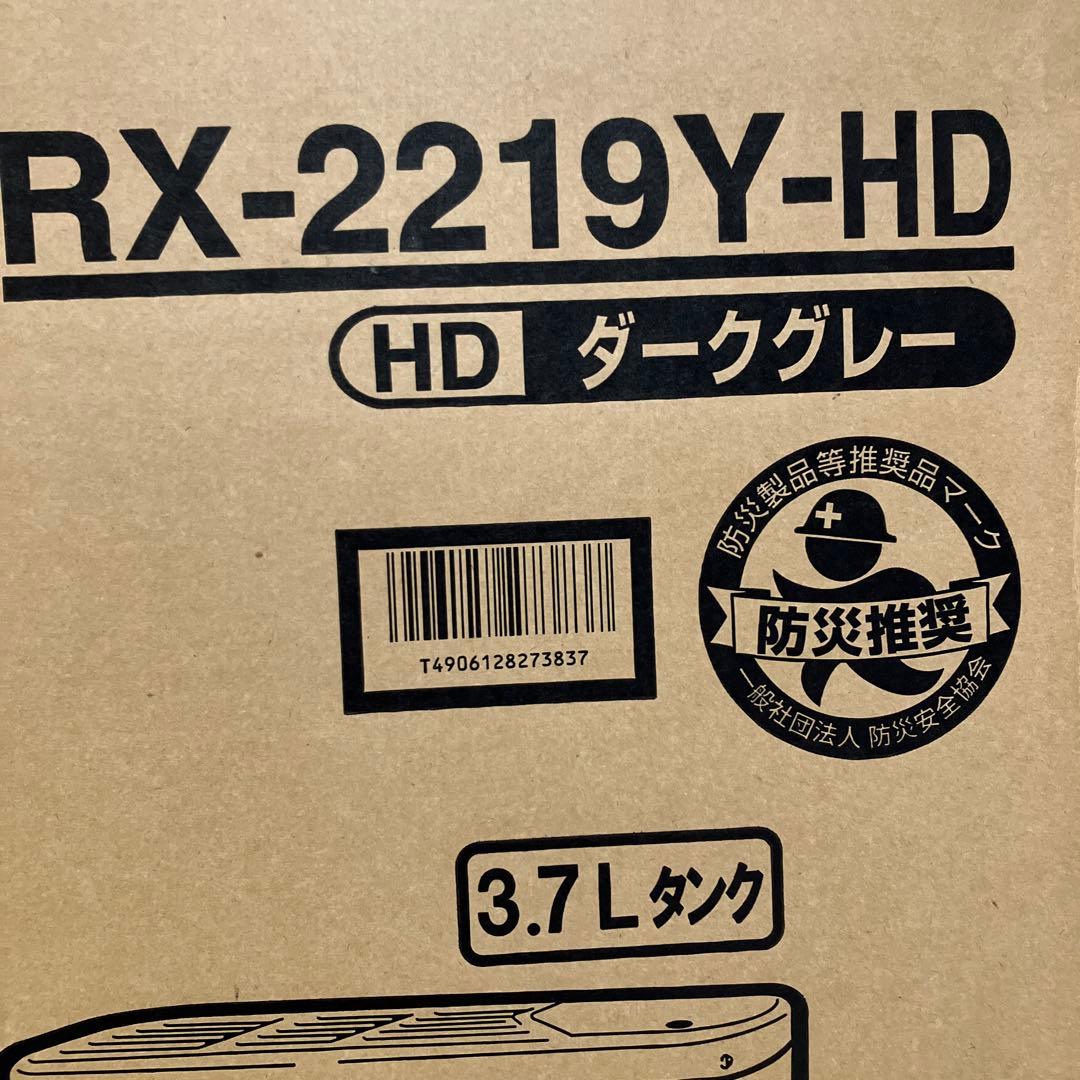 RX-2219Y-HD
HD ダークグレー
防災製品等推奨品マーク
防災推奨
一般社団法人 防災安全協会
T4906128273837
3.7Lタンク